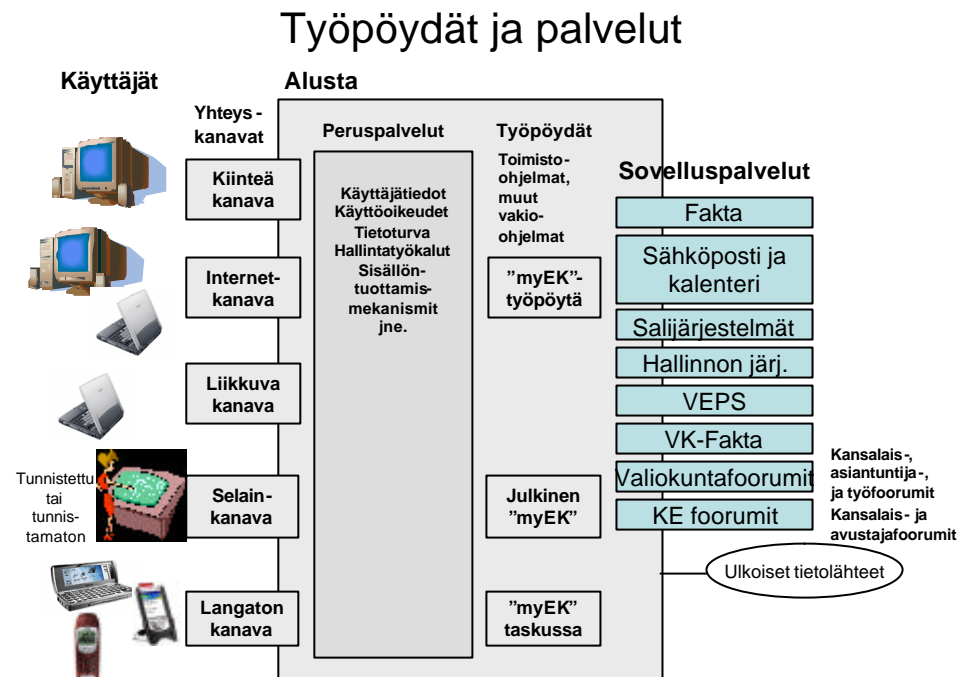 Työpöydät ja palvelut
Käyttäjät
Alusta
Yhteys-
kanavat
Kiinteä
kanava
Internet-
kanava
Liikkuva
kanava
Tunnistettu
tai
tunnis-
tamaton
Selain-
kanava
Langaton
kanava
Peruspalvelut
Käyttäjätiedot
Käyttöoikeudet
Tietoturva
Hallintatyökalut
Sisällön-
tuottamis-
mekanismit
jne.
Työpöydät
Toimisto-
ohjelmat,
muut
vakio-
ohjelmat
”myEK”-
työpöytä
Julkinen
”myEK”
”myEK”
taskussa
Sovelluspalvelut
Fakta
Sähköposti ja
kalenteri
Salijärjestelmät
Hallinnon järj.
VEPS
VK-Fakta
Valiokuntafoorumit
KE foorumit
Kansalais-,
asiantuntija-,
ja työfoorumit
Kansalais- ja
avustajafoorumit
Ulkoiset tietolähteet